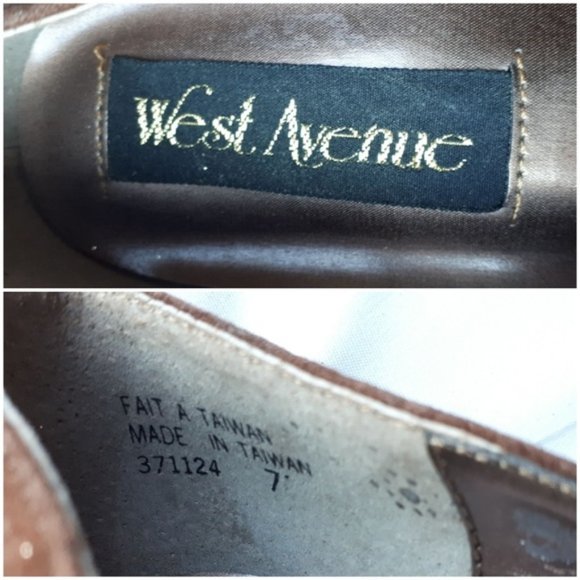 West Avenue
FAIT A TAIWAN
MADE IN TAIWAN
371124 7